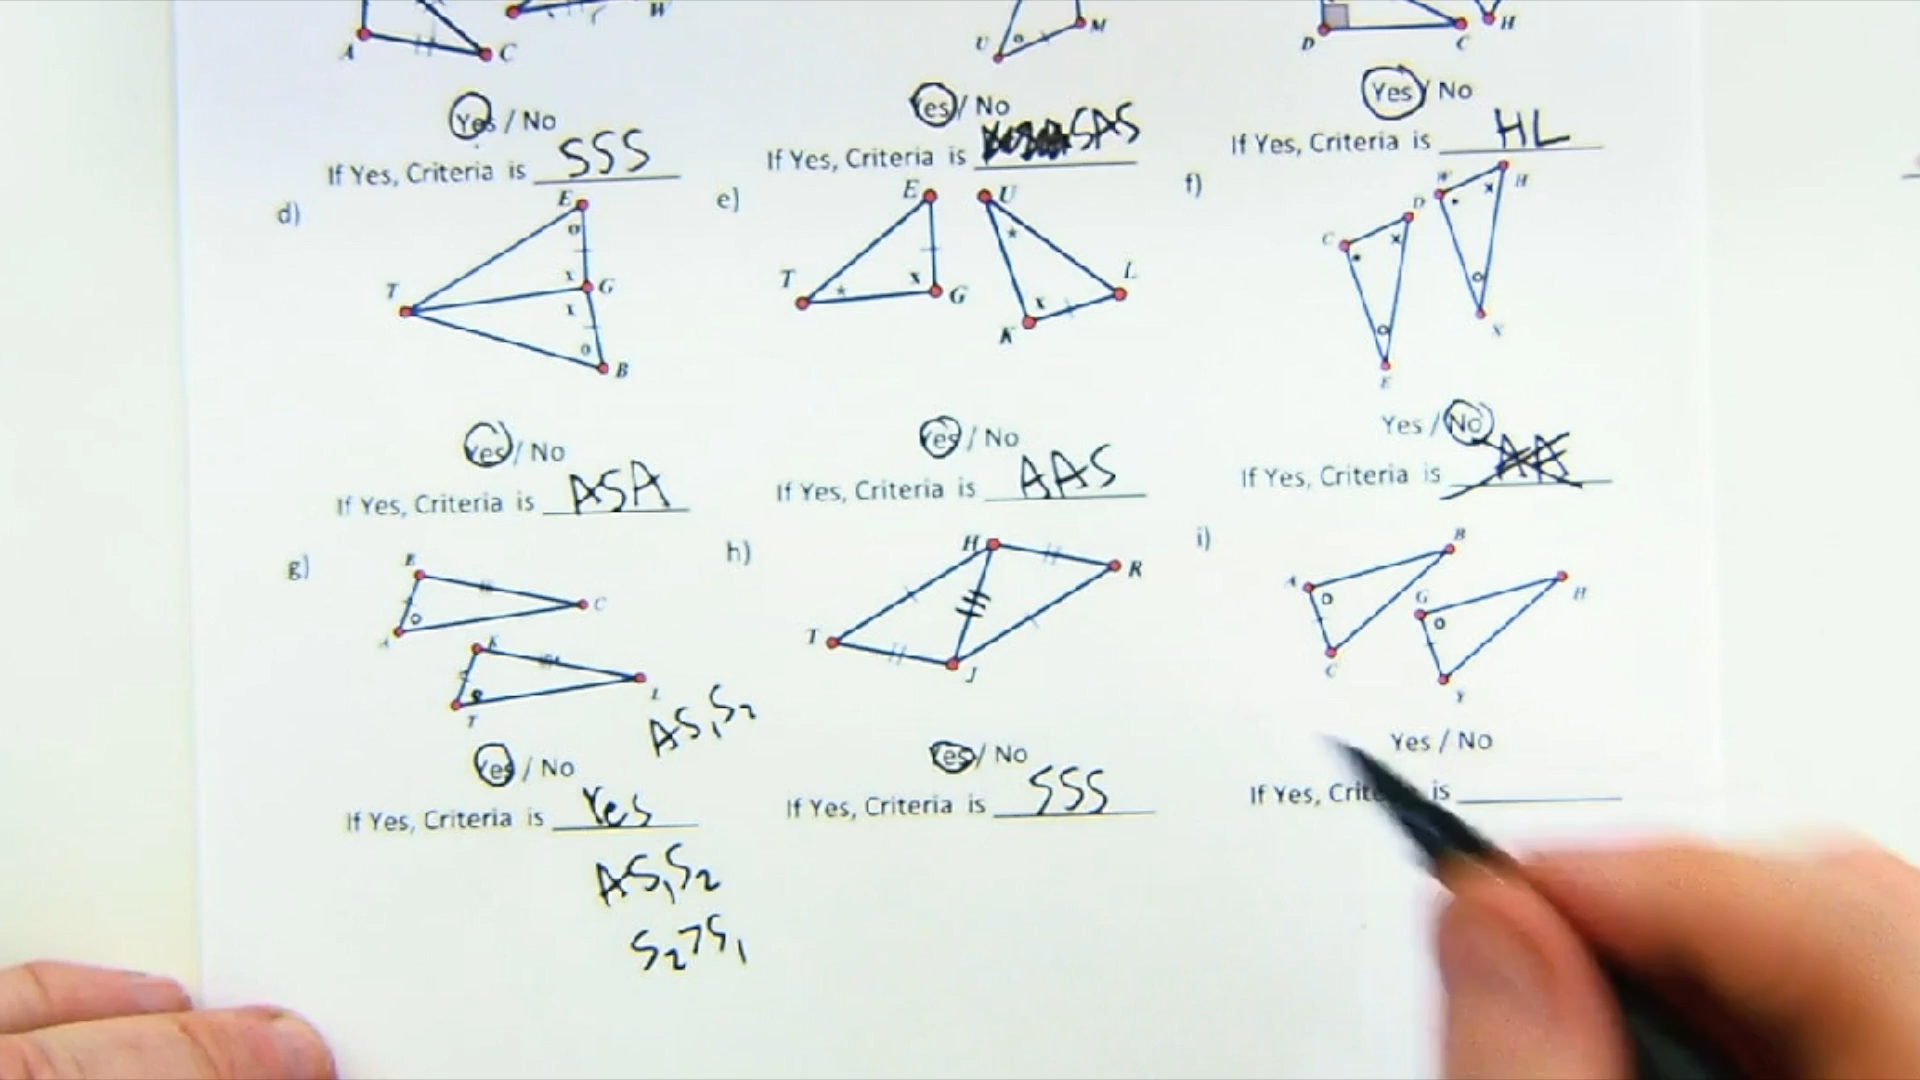 A C W U M D C H
Yes / No
If Yes, Criteria is SSS
Yes / No
If Yes, Criteria is SAS
Yes / No
If Yes, Criteria is HL
d) E o x G T x o B
e) E T * x G U * L x K
f) C D x o E W H x o
Yes / No
If Yes, Criteria is ASA
Yes / No
If Yes, Criteria is AAS
Yes / No
If Yes, Criteria is AA
g) C A o K T L
AS₁S₂
h) H R T J
i) B A o C G o H Y
Yes / No
If Yes, Criteria is Yes
AS₁S₂
S₂>S₁
Yes / No
If Yes, Criteria is SSS
Yes / No
If Yes, is